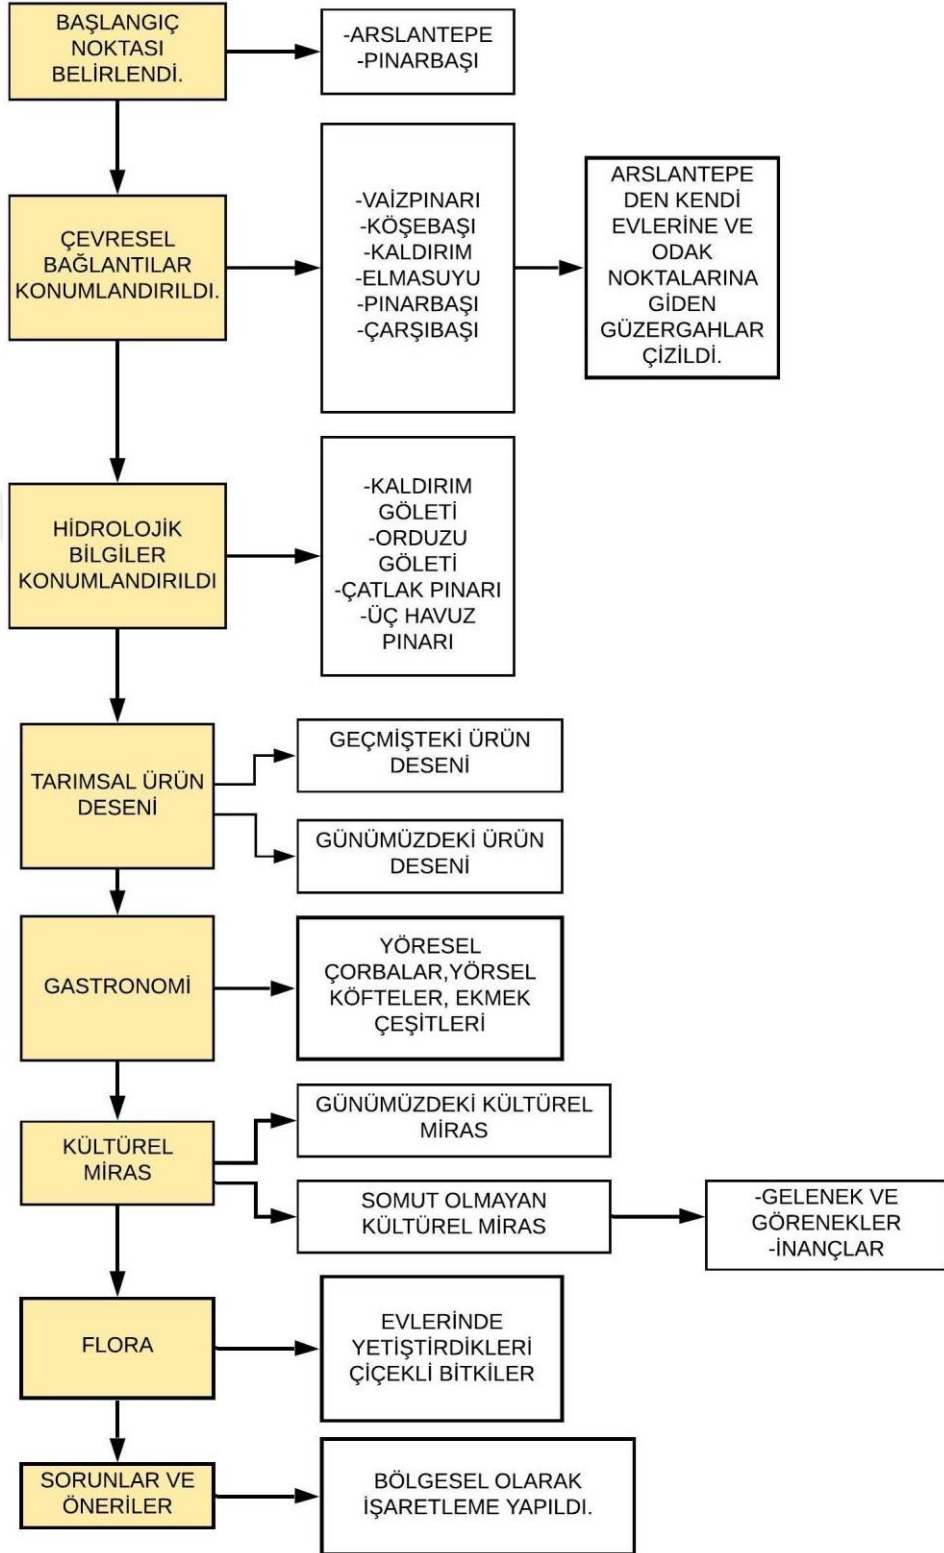 BAŞLANGIÇ
NOKTASI
BELİRLENDİ.
-ARSLANTEPE
-PINARBAŞI
ÇEVRESEL
BAĞLANTILAR
KONUMLANDIRILDI.
-VAİZPINARI
-KÖŞEBAŞI
-KALDIRIM
-ELMASUYU
-PINARBAŞI
-ÇARŞIBAŞI
ARSLANTEPE
DEN KENDİ
EVLERİNE VE
ODAK
NOKTALARINA
GİDEN
GÜZERGAHLAR
ÇİZİLDİ.
HİDROLOJİK
BİLGİLER
KONUMLANDIRILDI
-KALDIRIM
GÖLETİ
-ORDUZU
GÖLETİ
-ÇATLAK PINARI
-ÜÇ HAVUZ
PINARI
TARIMSAL ÜRÜN
DESENİ
GEÇMİŞTEKİ ÜRÜN
DESENİ
GÜNÜMÜZDEKİ ÜRÜN
DESENİ
GASTRONOMİ
YÖRESEL
ÇORBALAR,YÖRSEL
KÖFTELER, EKMEK
ÇEŞİTLERİ
KÜLTÜREL
MİRAS
GÜNÜMÜZDEKİ KÜLTÜREL
MİRAS
SOMUT OLMAYAN
KÜLTÜREL MİRAS
-GELENEK VE
GÖRENEKLER
-İNANÇLAR
FLORA
EVLERİNDE
YETİŞTİRDİKLERİ
ÇİÇEKLİ BİTKİLER
SORUNLAR VE
ÖNERİLER
BÖLGESEL OLARAK
İŞARETLEME YAPILDI.